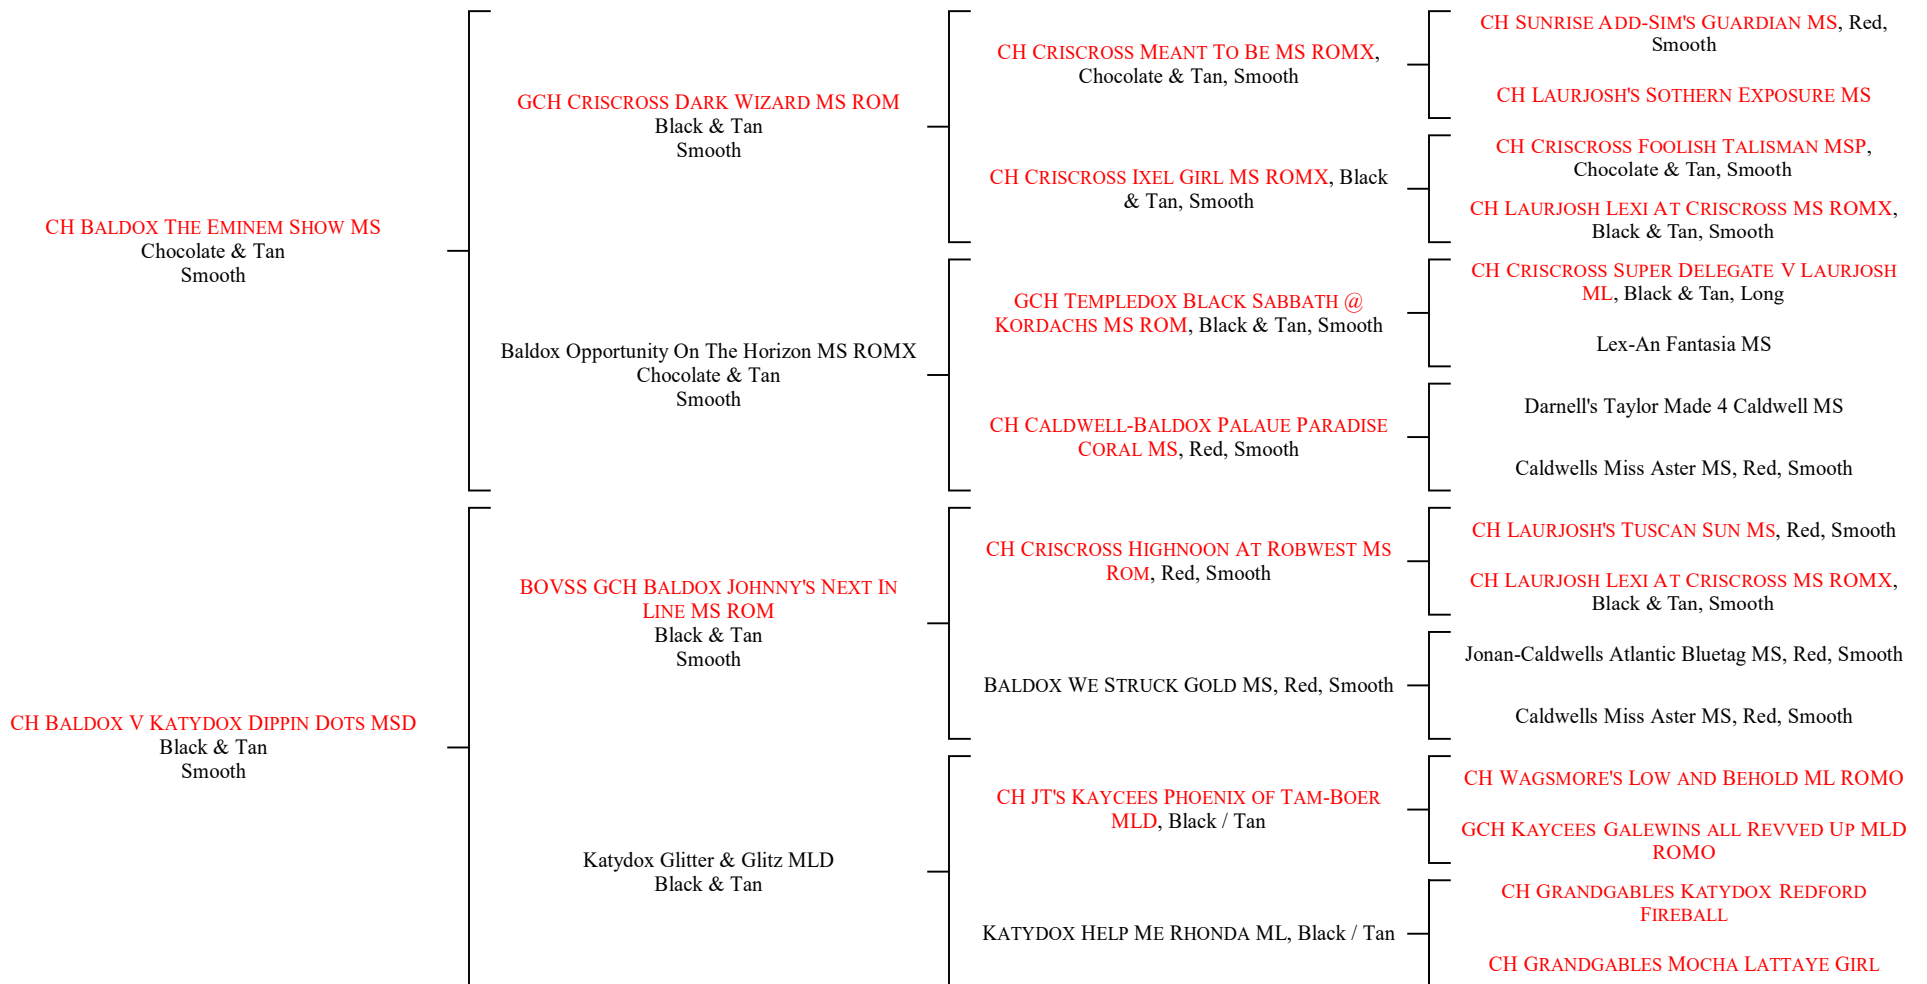 CH BALDOX THE EMINEM SHOW MS
Chocolate & Tan
Smooth
CH BALDOX V KATYDOX DIPPIN DOTS MSD
Black & Tan
Smooth
GCH CRISCROSS DARK WIZARD MS ROM
Black & Tan
Smooth
Baldox Opportunity On The Horizon MS ROMX
Chocolate & Tan
Smooth
BOVSS GCH BALDOX JOHNNY'S NEXT IN
LINE MS ROM
Black & Tan
Smooth
Katydox Glitter & Glitz MLD
Black & Tan
CH CRISCROSS MEANT TO BE MS ROMX,
Chocolate & Tan, Smooth
CH CRISCROSS IXEL GIRL MS ROMX, Black
& Tan, Smooth
GCH TEMPLEDOX BLACK SABBATH @
KORDACHS MS ROM, Black & Tan, Smooth
CH CALDWELL-BALDOX PALAUE PARADISE
CORAL MS, Red, Smooth
CH CRISCROSS HIGHNOON AT ROBWEST MS
ROM, Red, Smooth
BALDOX WE STRUCK GOLD MS, Red, Smooth
CH JT'S KAYCEES PHOENIX OF TAM-BOER
MLD, Black / Tan
KATYDOX HELP ME RHONDA ML, Black / Tan
CH SUNRISE ADD-SIM'S GUARDIAN MS, Red,
Smooth
CH LAURJOSH'S SOTHERN EXPOSURE MS
CH CRISCROSS FOOLISH TALISMAN MSP,
Chocolate & Tan, Smooth
CH LAURJOSH LEXI AT CRISCROSS MS ROMX,
Black & Tan, Smooth
CH CRISCROSS SUPER DELEGATE V LAURJOSH
ML, Black & Tan, Long
Lex-An Fantasia MS
Darnell's Taylor Made 4 Caldwell MS
Caldwells Miss Aster MS, Red, Smooth
CH LAURJOSH'S TUSCAN SUN MS, Red, Smooth
CH LAURJOSH LEXI AT CRISCROSS MS ROMX,
Black & Tan, Smooth
Jonan-Caldwells Atlantic Bluetag MS, Red, Smooth
Caldwells Miss Aster MS, Red, Smooth
CH WAGSMORE'S LOW AND BEHOLD ML ROMO
GCH KAYCEES GALEWINS ALL REVVED UP MLD
ROMO
CH GRANDGABLES KATYDOX REDFORD
FIREBALL
CH GRANDGABLES MOCHA LATTAYE GIRL